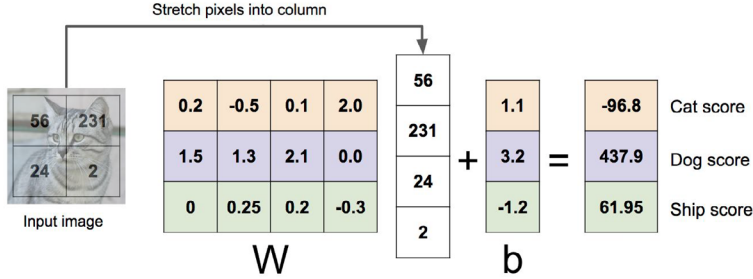 Stretch pixels into column
56 231
24 2
Input image
0.2 -0.5 0.1 2.0
1.5 1.3 2.1 0.0
0 0.25 0.2 -0.3
W
56
231
24
2
+
1.1
3.2
-1.2
b
=
-96.8 Cat score
437.9 Dog score
61.95 Ship score